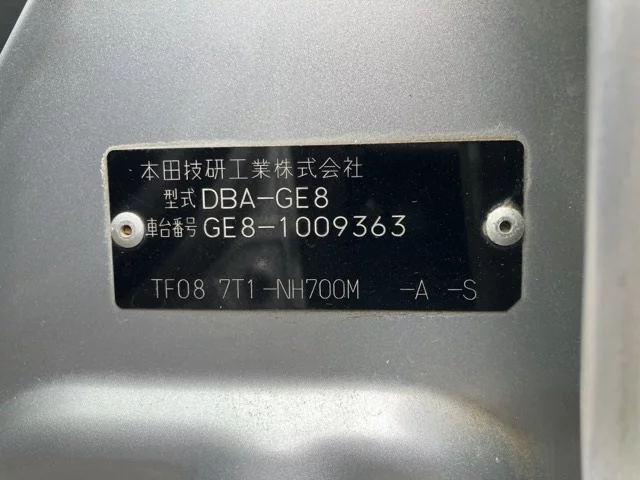 本田技研工業株式会社
型式 DBA-GE8
車台番号 GE8-1009363
TF08 7T1-NH700M -A -S